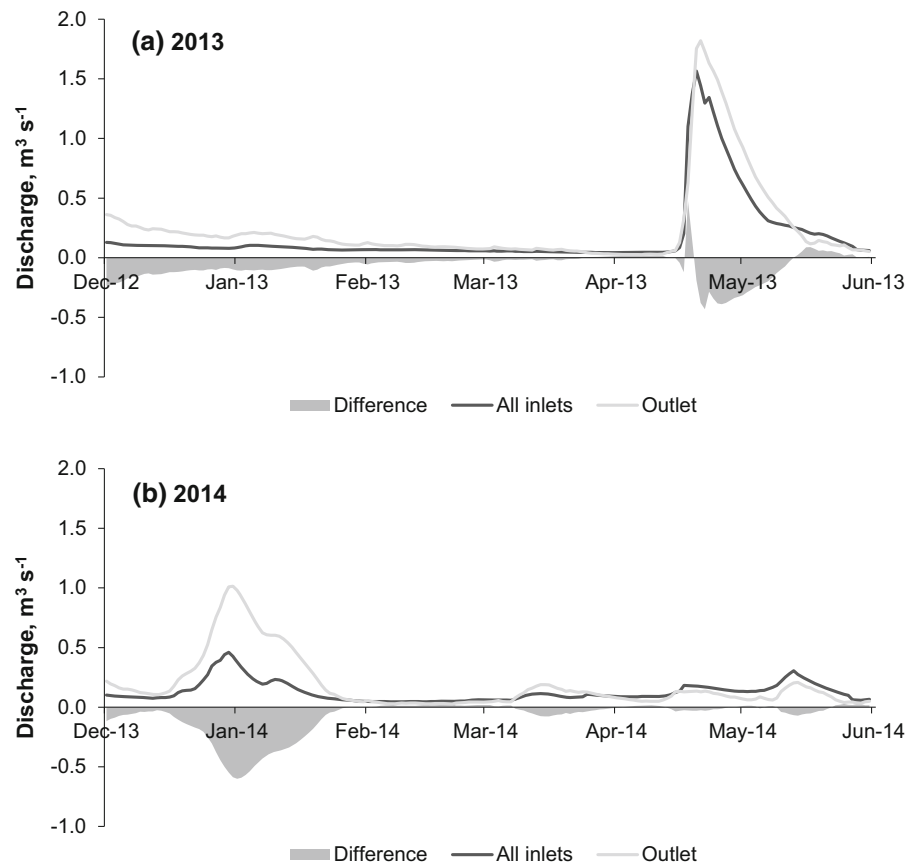 (a) 2013
Discharge, m³ s⁻¹
2.0
1.5
1.0
0.5
0.0
-0.5
-1.0
Dec-12 Jan-13 Feb-13 Mar-13 Apr-13 May-13 Jun-13
Difference All inlets Outlet
(b) 2014
Discharge, m³ s⁻¹
2.0
1.5
1.0
0.5
0.0
-0.5
-1.0
Dec-13 Jan-14 Feb-14 Mar-14 Apr-14 May-14 Jun-14
Difference All inlets Outlet